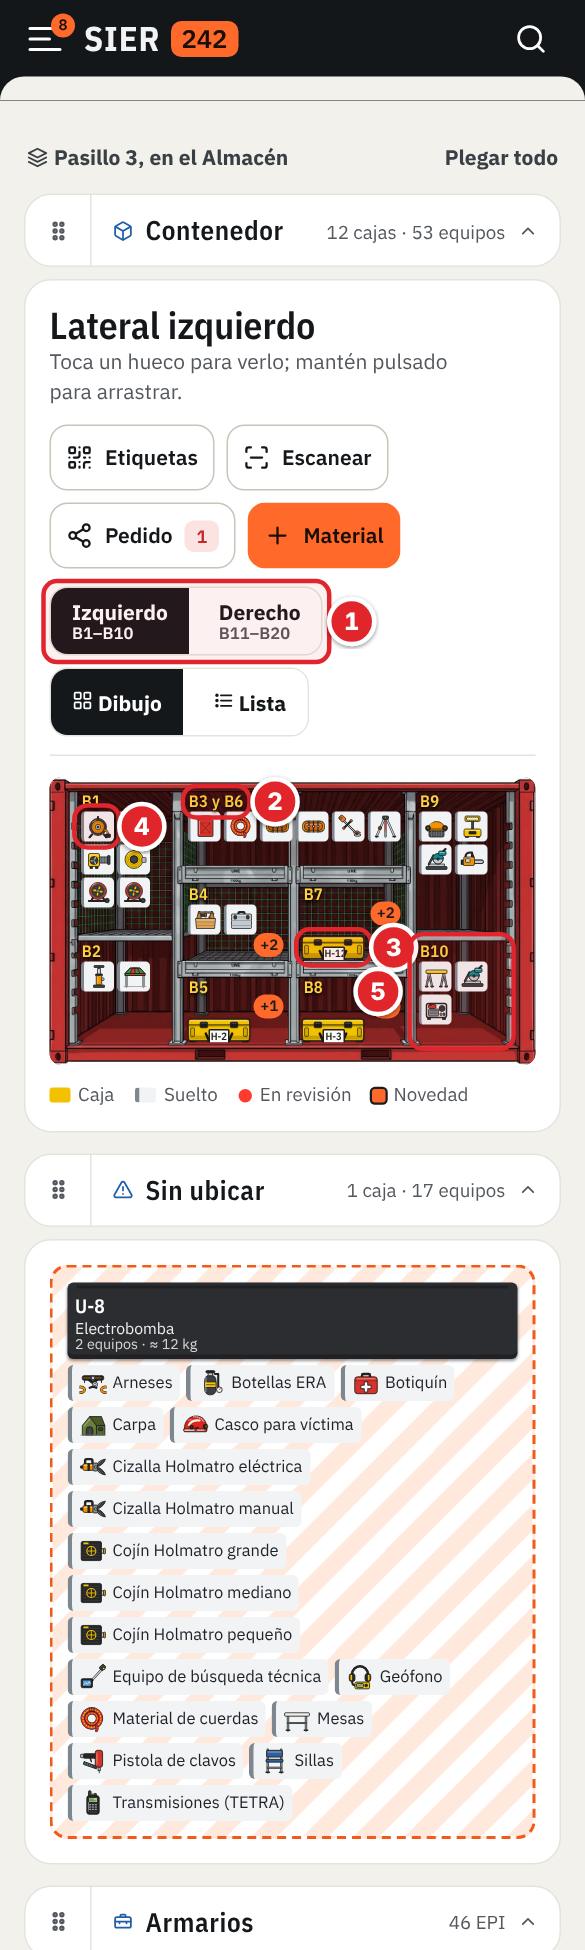 8
SIER 242
Pasillo 3, en el Almacén
Plegar todo
Contenedor
12 cajas · 53 equipos
Lateral izquierdo
Toca un hueco para verlo; mantén pulsado
para arrastrar.
Etiquetas
Escanear
Pedido 1
+ Material
Izquierdo
B1–B10
Derecho
B11–B20
1
Dibujo
Lista
B1
B3 y B6
2
B9
4
B4
B7
+2
+2
H-12
3
B2
B10
B5
+1
B8
5
H-2
H-3
Caja
Suelto
En revisión
Novedad
Sin ubicar
1 caja · 17 equipos
U-8
Electrobomba
2 equipos · ≈ 12 kg
Arneses
Botellas ERA
Botiquín
Carpa
Casco para víctima
Cizalla Holmatro eléctrica
Cizalla Holmatro manual
Cojín Holmatro grande
Cojín Holmatro mediano
Cojín Holmatro pequeño
Equipo de búsqueda técnica
Geófono
Material de cuerdas
Mesas
Pistola de clavos
Sillas
Transmisiones (TETRA)
Armarios
46 EPI